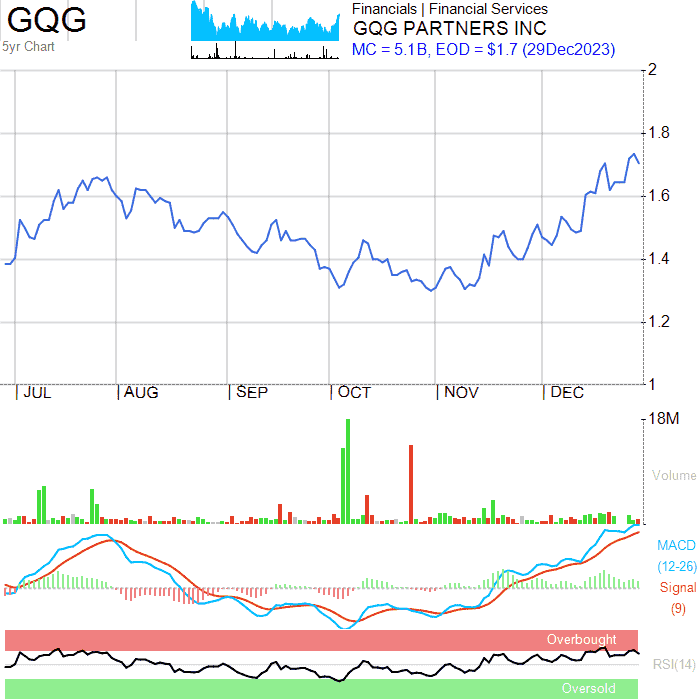 GQG
5yr Chart
Financials | Financial Services
GQG PARTNERS INC
MC = 5.1B, EOD = $1.7 (29Dec2023)
2
1.8
1.6
1.4
1.2
1
| JUL | AUG | SEP | OCT | NOV | DEC
18M
Volume
MACD
(12-26)
Signal
(9)
Overbought
RSI(14)
Oversold